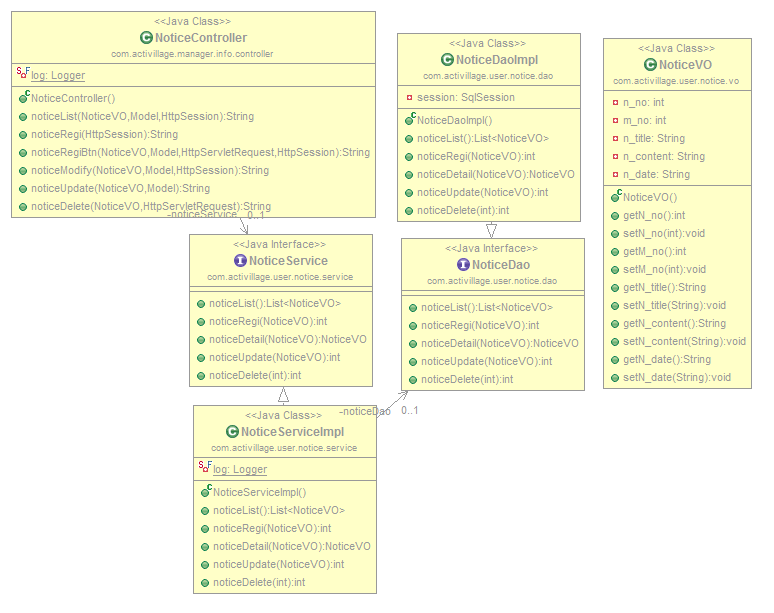 <<Java Class>>
NoticeController
com.activillage.manager.info.controller
log: Logger
NoticeController()
noticeList(NoticeVO,Model,HttpSession):String
noticeRegi(HttpSession):String
noticeRegiBtn(NoticeVO,Model,HttpServletRequest,HttpSession):String
noticeModify(NoticeVO,Model,HttpSession):String
noticeUpdate(NoticeVO,Model):String
noticeDelete(NoticeVO,HttpServletRequest):String
-noticeService 0..1
<<Java Interface>>
NoticeService
com.activillage.user.notice.service
noticeList():List<NoticeVO>
noticeRegi(NoticeVO):int
noticeDetail(NoticeVO):NoticeVO
noticeUpdate(NoticeVO):int
noticeDelete(int):int
<<Java Class>>
NoticeServiceImpl
com.activillage.user.notice.service
log: Logger
NoticeServiceImpl()
noticeList():List<NoticeVO>
noticeRegi(NoticeVO):int
noticeDetail(NoticeVO):NoticeVO
noticeUpdate(NoticeVO):int
noticeDelete(int):int
-noticeDao 0..1
<<Java Class>>
NoticeDaoImpl
com.activillage.user.notice.dao
session: SqlSession
NoticeDaoImpl()
noticeList():List<NoticeVO>
noticeRegi(NoticeVO):int
noticeDetail(NoticeVO):NoticeVO
noticeUpdate(NoticeVO):int
noticeDelete(int):int
<<Java Interface>>
NoticeDao
com.activillage.user.notice.dao
noticeList():List<NoticeVO>
noticeRegi(NoticeVO):int
noticeDetail(NoticeVO):NoticeVO
noticeUpdate(NoticeVO):int
noticeDelete(int):int
<<Java Class>>
NoticeVO
com.activillage.user.notice.vo
n_no: int
m_no: int
n_title: String
n_content: String
n_date: String
NoticeVO()
getN_no():int
setN_no(int):void
getM_no():int
setM_no(int):void
getN_title():String
setN_title(String):void
getN_content():String
setN_content(String):void
getN_date():String
setN_date(String):void